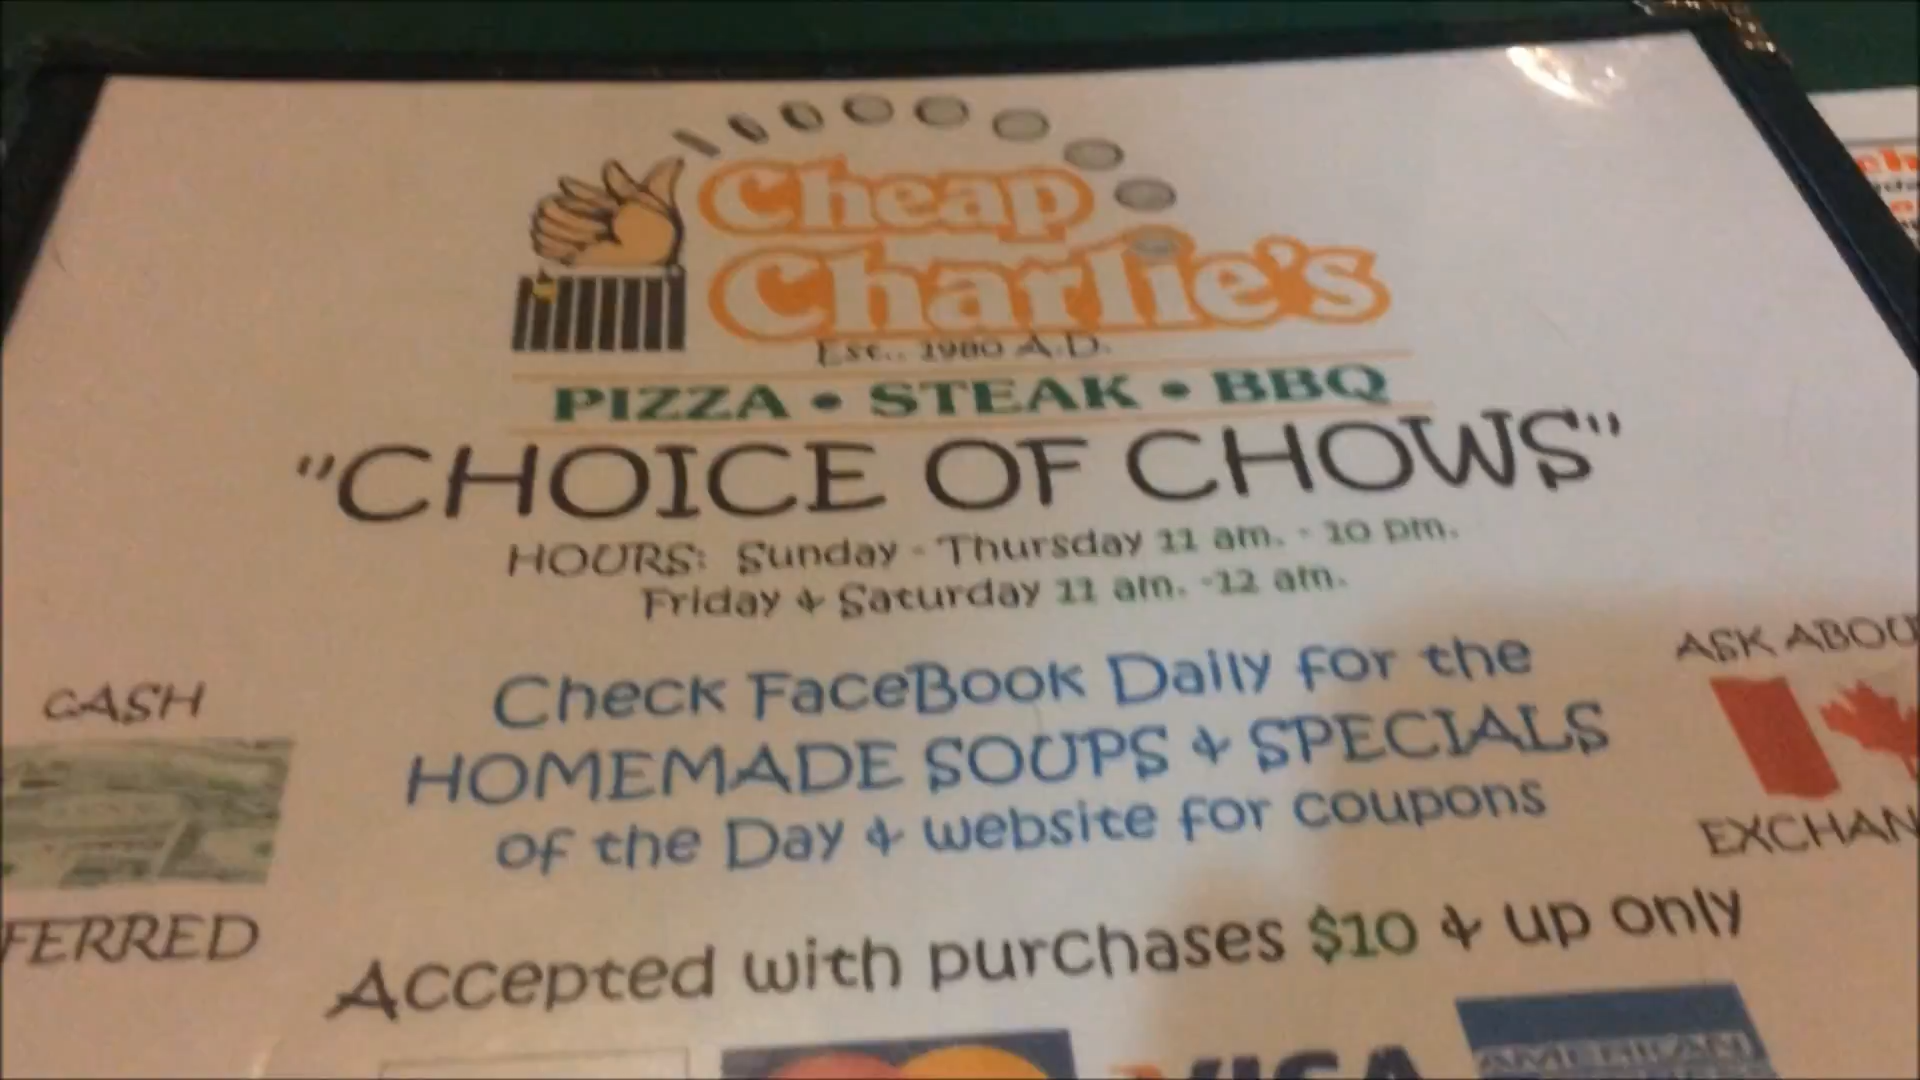 Cheap
Charlie's
Est.. 1980 A.D.
PIZZA • STEAK • BBQ
"CHOICE OF CHOWS"
HOURS: Sunday - Thursday 11 am. - 10 pm.
Friday & Saturday 11 am. -12 am.
Check FaceBook Daily for the
HOMEMADE SOUPS & SPECIALS
of the Day & website for coupons
CASH
FERRED
ASK ABOU
EXCHAN
Accepted with purchases $10 & up only
VISA
AMERICAN